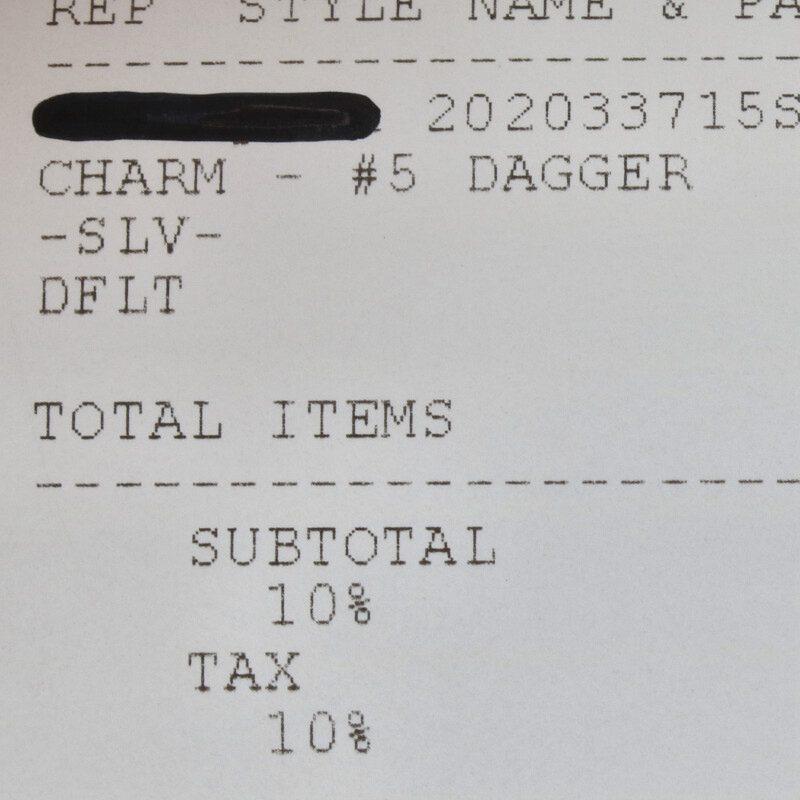 REP STYLE NAME & PA
202033715S
CHARM - #5 DAGGER
-SLV-
DFLT
TOTAL ITEMS
SUBTOTAL
10%
TAX
10%